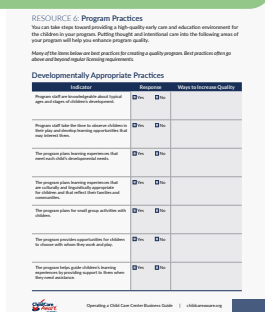 RESOURCE 6: Program Practices
You can take steps toward providing a high-quality early care and education environment for
the children in your program. Putting thought and intentional care into the following areas of
your program will help you enhance program quality.
Many of the items below are best practices for creating a quality program. Best practices often go
above and beyond regular licensing requirements.
Developmentally Appropriate Practices
Indicator Response Ways to Increase Quality
Program staff are knowledgeable about typical
ages and stages of children's development.
Yes No
Program staff take the time to observe children in
their play and develop learning opportunities that
may interest them.
Yes No
The program plans learning experiences that
meet each child's developmental needs.
Yes No
The program plans learning experiences that
are culturally and linguistically appropriate
for children and that reflect their families and
communities.
Yes No
The program plans for small group activities with
children.
Yes No
The program provides opportunities for children
to choose with whom they work and play.
Yes No
The program helps guide children's learning
experiences by providing support to them when
they need assistance.
Yes No
Child Care
Aware
Operating a Child Care Center Business Guide | childcareaware.org